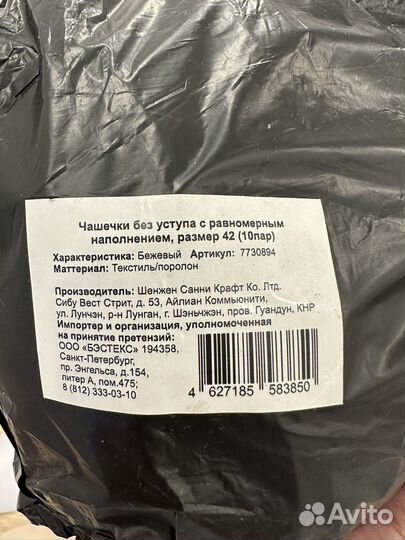 Чашечки без уступа с равномерным
наполнением, размер 42 (10пар)
Характеристика: Бежевый Артикул: 7730894
Маттериал: Текстиль/поролон
Производитель: Шенжен Санни Крафт Ко. Лтд.
Сибу Вест Стрит, д. 53, Айлиан Коммьюнити,
ул. Лунчэн, р-н Лунган, г. Шэньчжэн, пров. Гуандун, КНР
Импортер и организация, уполномоченная
на принятие претензий:
ООО «БЭСТЕКС» 194358,
Санкт-Петербург,
пр. Энгельса, д.154,
литер А, пом.475;
8 (812) 333-03-10
4 627185 583850
Avito